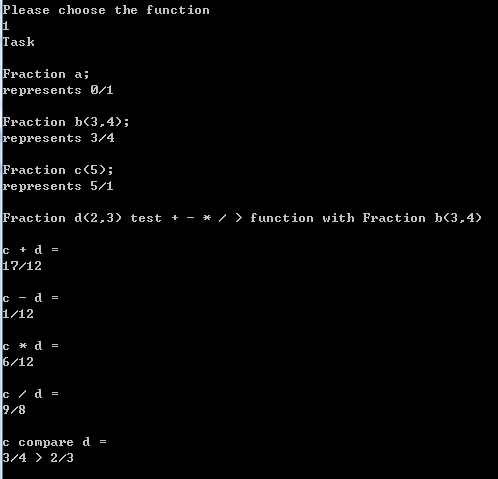 Please choose the function
1
Task
Fraction a;
represents 0/1
Fraction b(3,4);
represents 3/4
Fraction c(5);
represents 5/1
Fraction d(2,3) test + - * / > function with Fraction b(3,4)
c + d =
17/12
c - d =
1/12
c * d =
6/12
c / d =
9/8
c compare d =
3/4 > 2/3